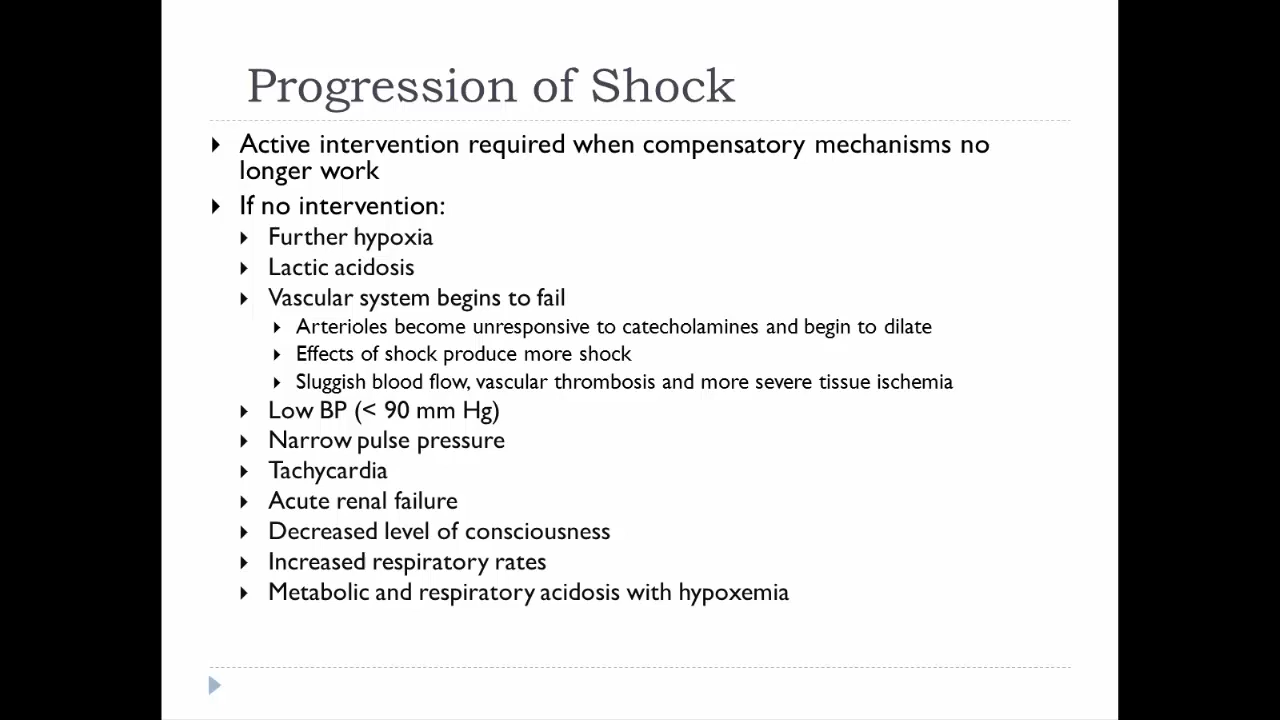 Progression of Shock
Active intervention required when compensatory mechanisms no
longer work
If no intervention:
Further hypoxia
Lactic acidosis
Vascular system begins to fail
Arterioles become unresponsive to catecholamines and begin to dilate
Effects of shock produce more shock
Sluggish blood flow, vascular thrombosis and more severe tissue ischemia
Low BP (< 90 mm Hg)
Narrow pulse pressure
Tachycardia
Acute renal failure
Decreased level of consciousness
Increased respiratory rates
Metabolic and respiratory acidosis with hypoxemia